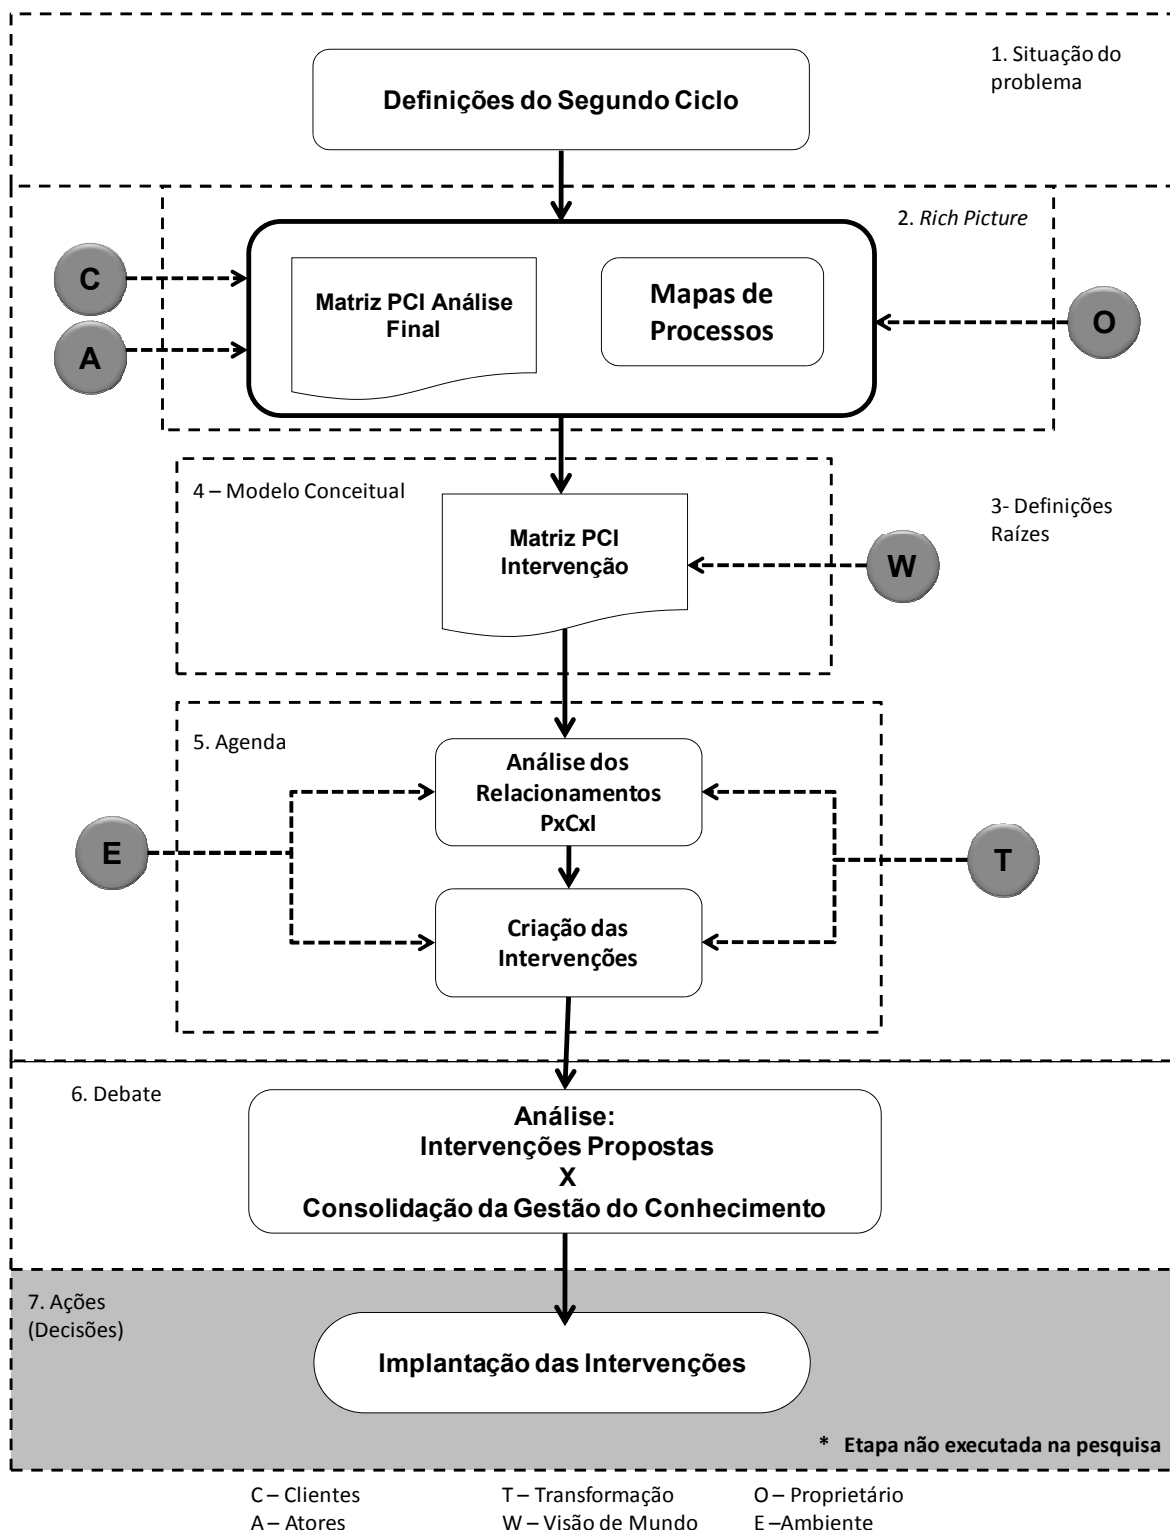 1. Situação do
problema
Definições do Segundo Ciclo
2. Rich Picture
C
Matriz PCI Análise
Final
Mapas de
Processos
O
A
4 – Modelo Conceitual
3- Definições
Raízes
Matriz PCI
Intervenção
W
5. Agenda
Análise dos
Relacionamentos
PxCxI
E
T
Criação das
Intervenções
6. Debate
Análise:
Intervenções Propostas
X
Consolidação da Gestão do Conhecimento
7. Ações
(Decisões)
Implantação das Intervenções
* Etapa não executada na pesquisa
C – Clientes
T – Transformação
O – Proprietário
A – Atores
W – Visão de Mundo
E –Ambiente